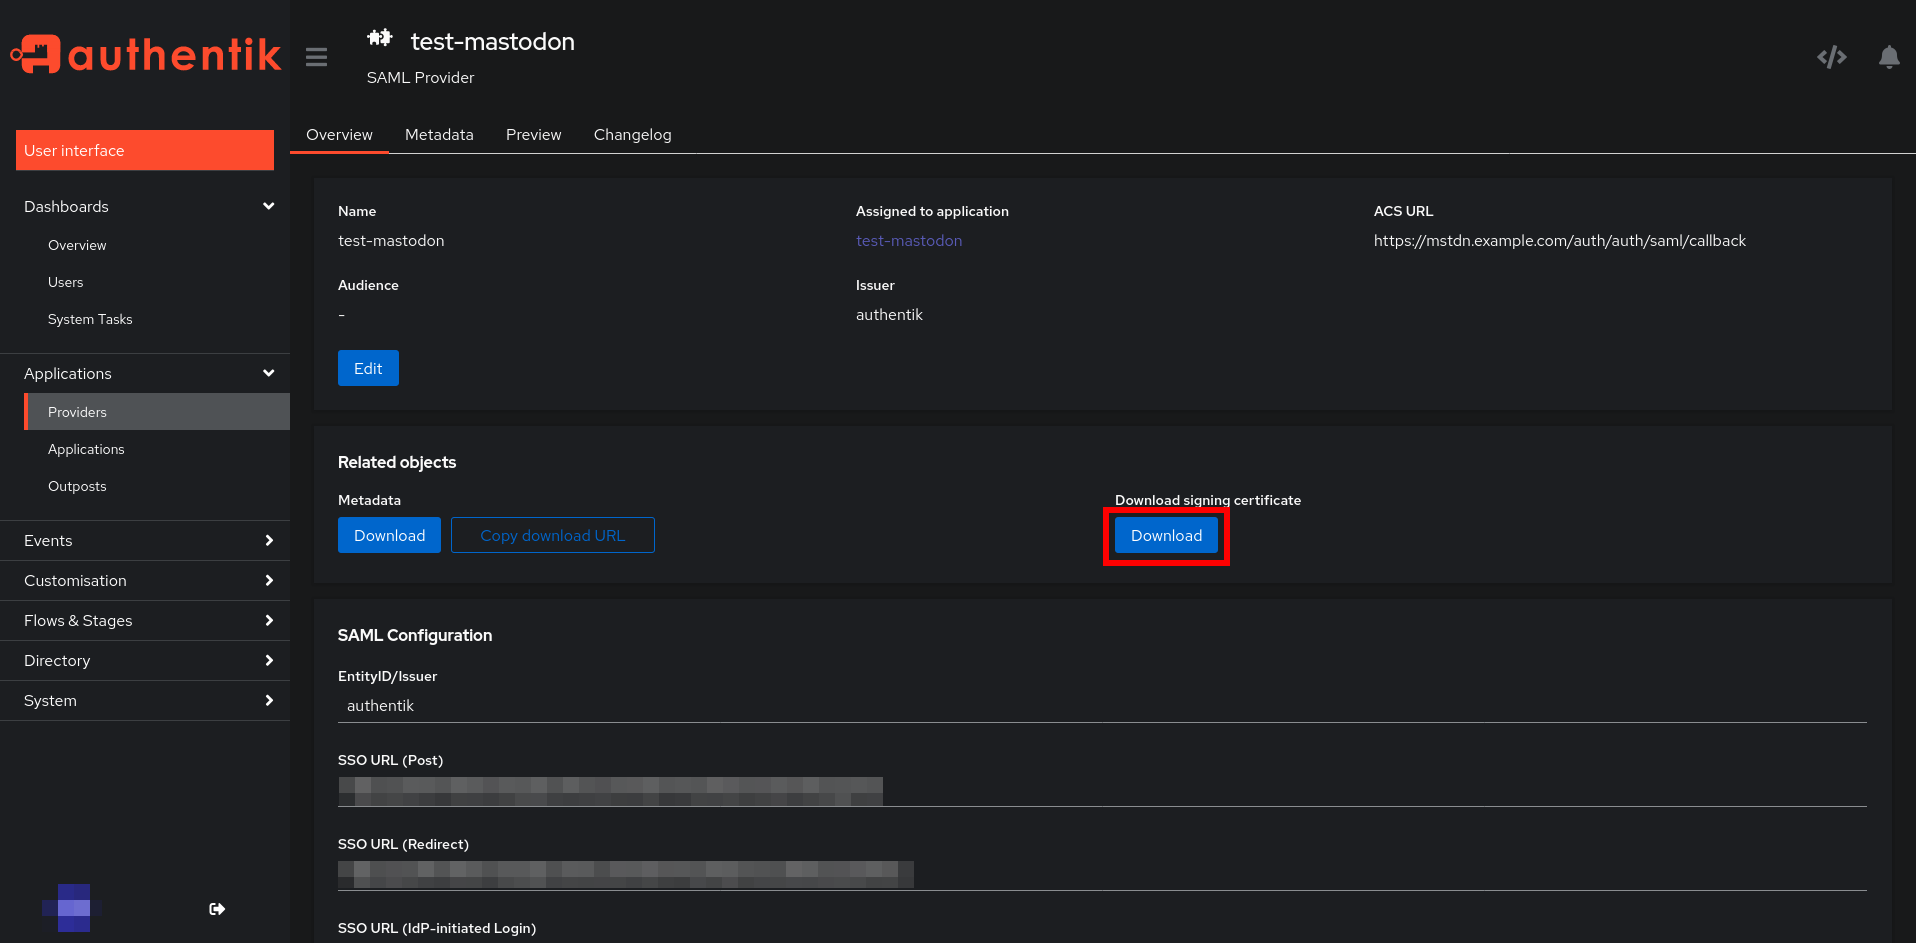 authentik
test-mastodon
SAML Provider
User interface
Overview Metadata Preview Changelog
Dashboards
Overview
Users
System Tasks
Applications
Providers
Applications
Outposts
Events
Customisation
Flows & Stages
Directory
System
Name
test-mastodon
Assigned to application
test-mastodon
ACS URL
https://mstdn.example.com/auth/auth/saml/callback
Audience
-
Issuer
authentik
Edit
Related objects
Metadata
Download Copy download URL
Download signing certificate
Download
SAML Configuration
EntityID/Issuer
authentik
SSO URL (Post)
SSO URL (Redirect)
SSO URL (IdP-initiated Login)